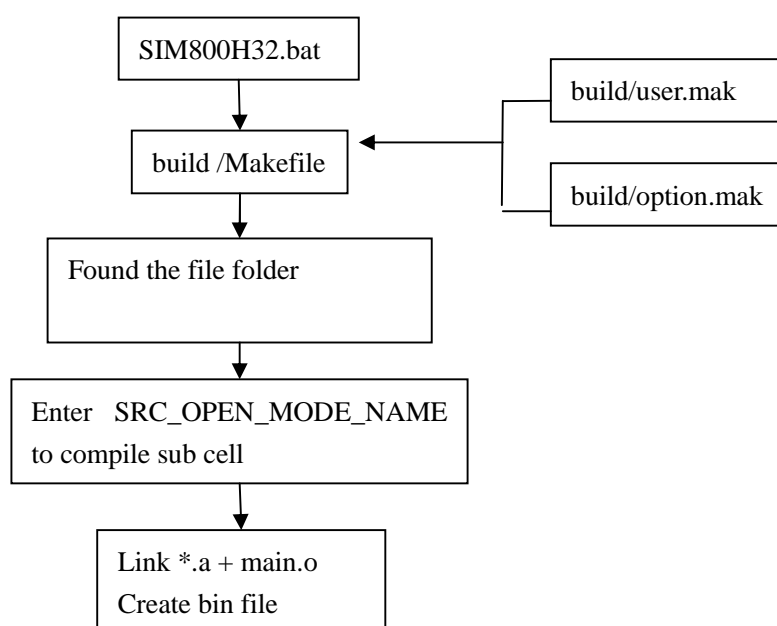 SIM800H32.bat
build/user.mak
build /Makefile
build/option.mak
Found the file folder
Enter SRC_OPEN_MODE_NAME
to compile sub cell
Link *.a + main.o
Create bin file